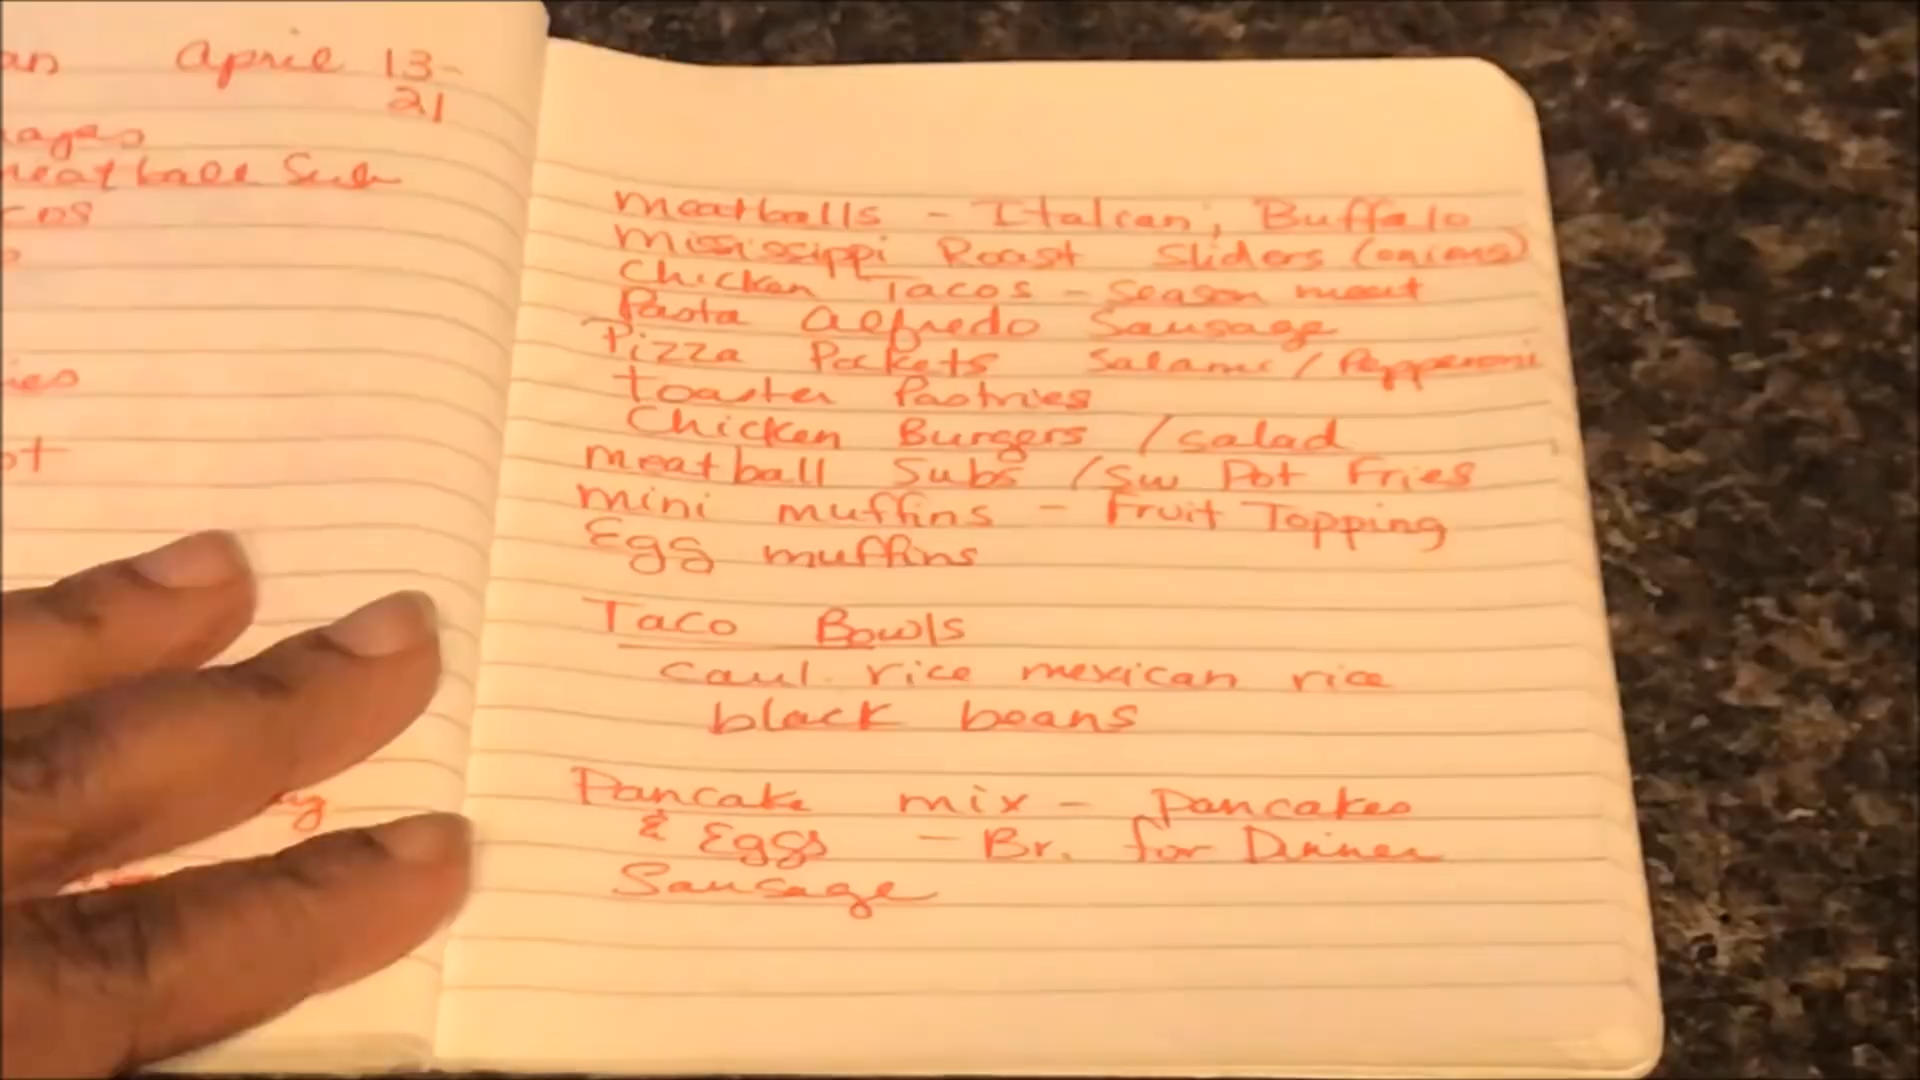 April 13-
21
meatball Sub
meatballs - Italian, Buffalo
Mississippi Roast Sliders (onions)
Chicken Tacos - Season meat
Pasta Alfredo Sausage
Pizza Pockets Salami / Pepperoni
toaster Pastries
Chicken Burgers / salad
meatball Subs / Sw Pot Fries
mini muffins - Fruit Topping
Egg muffins
Taco Bowls
caul. rice mexican rice
black beans
Pancake mix - pancakes
& Eggs - Br. for Dinner
Sausage